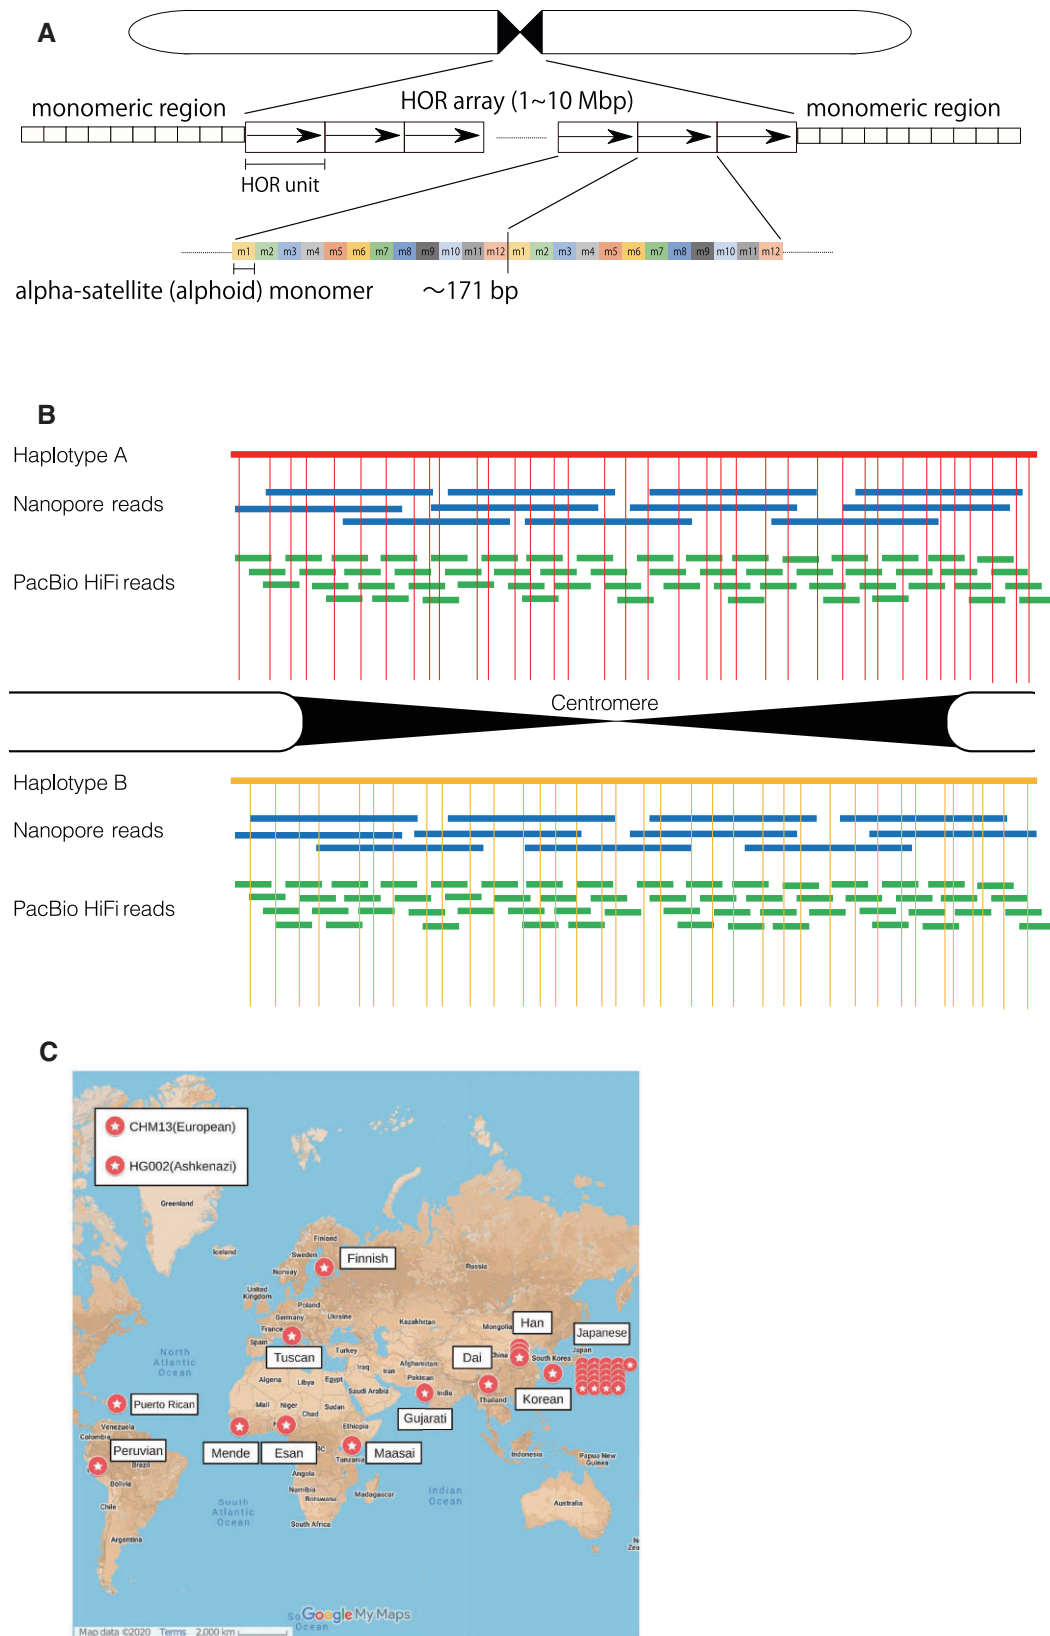 A
monomeric region
HOR array (1~10 Mbp)
monomeric region
HOR unit
m1 m2 m3 m4 m5 m6 m7 m8 m9 m10 m11 m12 m1 m2 m3 m4 m5 m6 m7 m8 m9 m10 m11 m12
alpha-satellite (alphoid) monomer ～171 bp
B
Haplotype A
Nanopore reads
PacBio HiFi reads
Centromere
Haplotype B
Nanopore reads
PacBio HiFi reads
C
CHM13(European)
HG002(Ashkenazi)
Greenland
Iceland
Finland
Sweden
Norway
Finnish
Russia
United
Kingdom
Poland
Germany
Ukraine
France
Kazakhstan
Mongolia
Han
Japanese
Japan
Spain
Tuscan
Turkey
Iraq
Iran
Afghanistan
Pakistan
Dai
China
South Korea
North
Atlantic
Ocean
Algeria
Libya
Egypt
Saudi Arabia
India
Thailand
Korean
Gujarati
Puerto Rican
Mali
Niger
Chad
Sudan
Ethiopia
Venezuela
Colombia
Peruvian
Brazil
Mende
Esan
Maasai
Tanzania
Indonesia
Papua New
Guinea
Bolivia
Angola
Namibia
Botswana
Madagascar
Indian
Ocean
Chile
South
Atlantic
Ocean
South Africa
Australia
Argentina
Google My Maps
Ocean
Map data ©2020 Terms 2,000 km